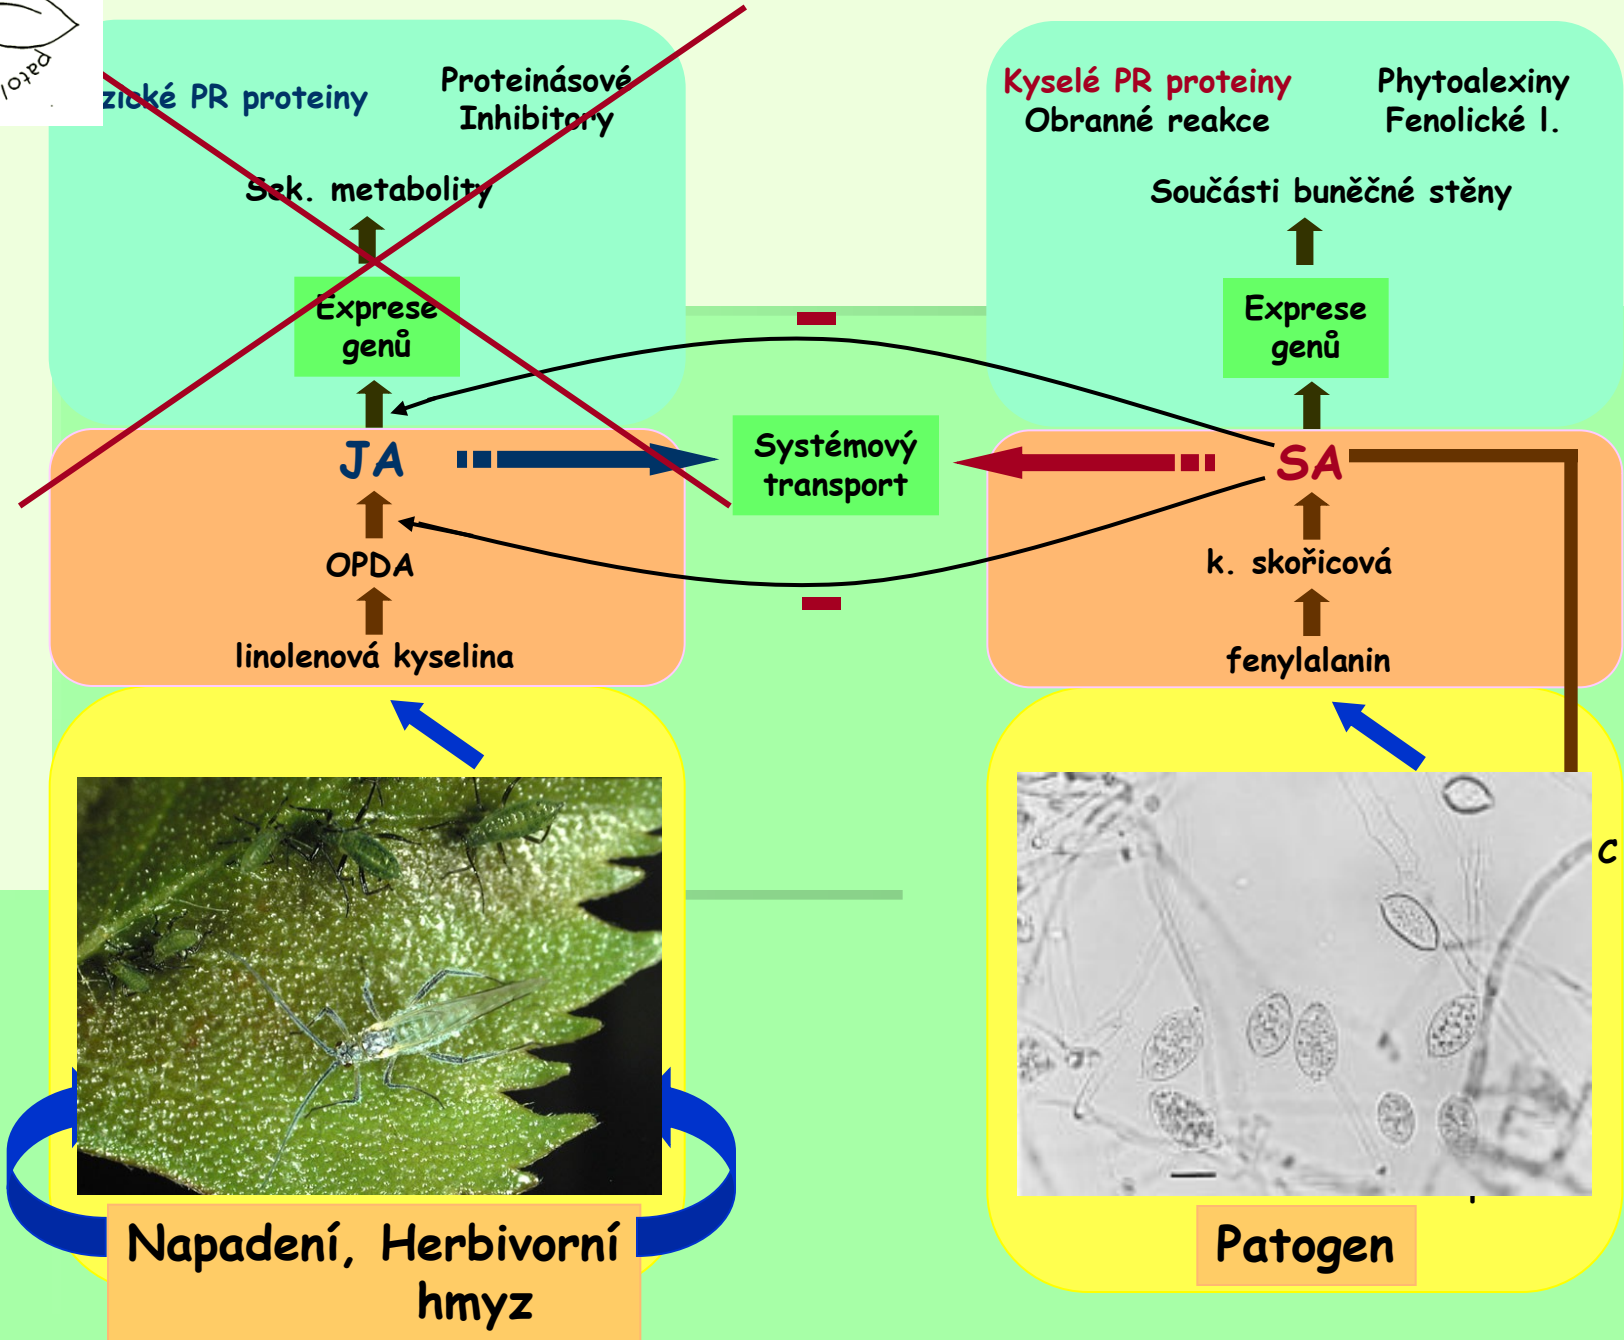 patol
zické PR proteiny
Proteinásové
Inhibitory
Sek. metabolity
Exprese
genů
JA
OPDA
linolenová kyselina
Napadení, Herbivorní
hmyz
Systémový
transport
Kyselé PR proteiny
Obranné reakce
Phytoalexiny
Fenolické l.
Součásti buněčné stěny
Exprese
genů
SA
k. skořicová
fenylalanin
c
Patogen